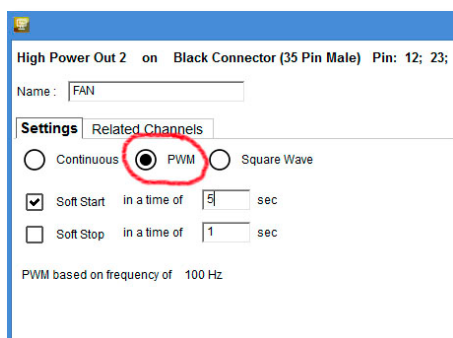 High Power Out 2 on Black Connector (35 Pin Male) Pin: 12; 23;
Name : FAN
Settings Related Channels
Continuous PWM Square Wave
Soft Start in a time of 5 sec
Soft Stop in a time of 1 sec
PWM based on frequency of 100 Hz